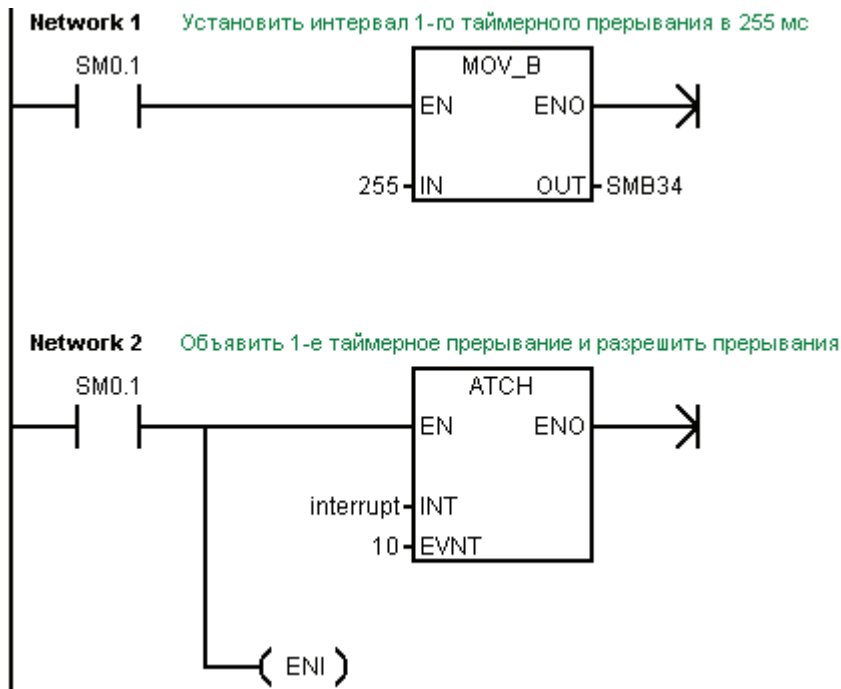 Network 1 Установить интервал 1-го таймерного прерывания в 255 мс
SM0.1
MOV_B
EN ENO
255 IN OUT SMB34
Network 2 Объявить 1-е таймерное прерывание и разрешить прерывания
SM0.1
ATCH
EN ENO
interrupt INT
10 EVNT
( ENI )